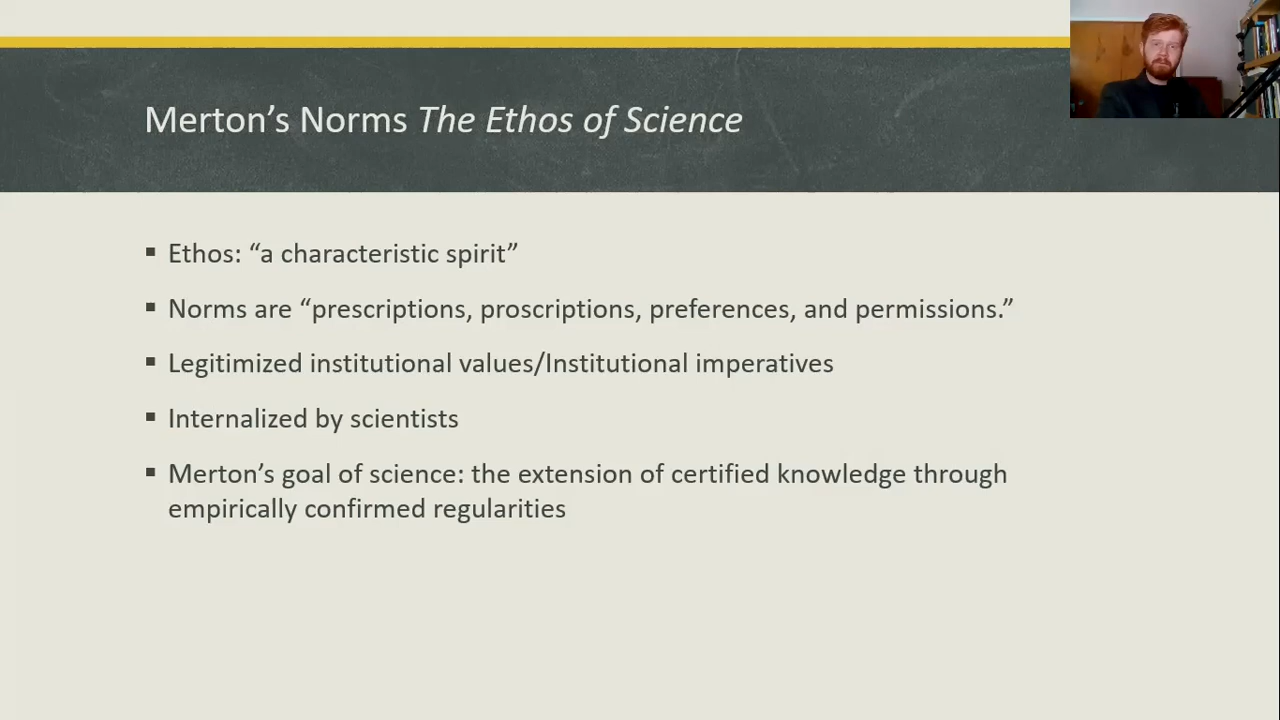 Merton’s Norms The Ethos of Science
▪ Ethos: “a characteristic spirit”
▪ Norms are “prescriptions, proscriptions, preferences, and permissions.”
▪ Legitimized institutional values/Institutional imperatives
▪ Internalized by scientists
▪ Merton’s goal of science: the extension of certified knowledge through
empirically confirmed regularities